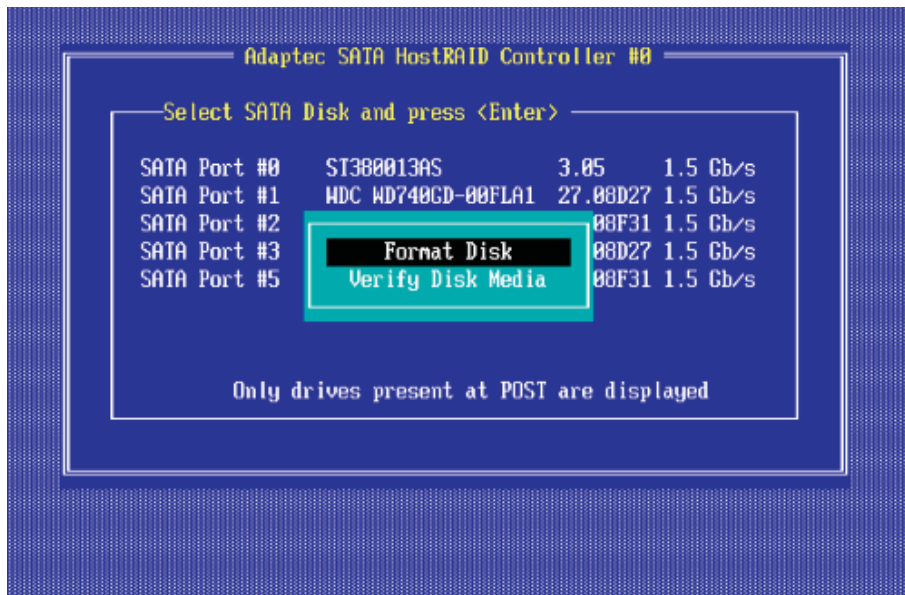 Adaptec SATA HostRAID Controller #0
Select SATA Disk and press <Enter>
SATA Port #0 ST380013AS 3.05 1.5 Gb/s
SATA Port #1 WDC WD740GD-00FLA1 27.08D27 1.5 Gb/s
SATA Port #2 08F31 1.5 Gb/s
SATA Port #3 Format Disk 08D27 1.5 Gb/s
SATA Port #5 Verify Disk Media 08F31 1.5 Gb/s
Only drives present at POST are displayed